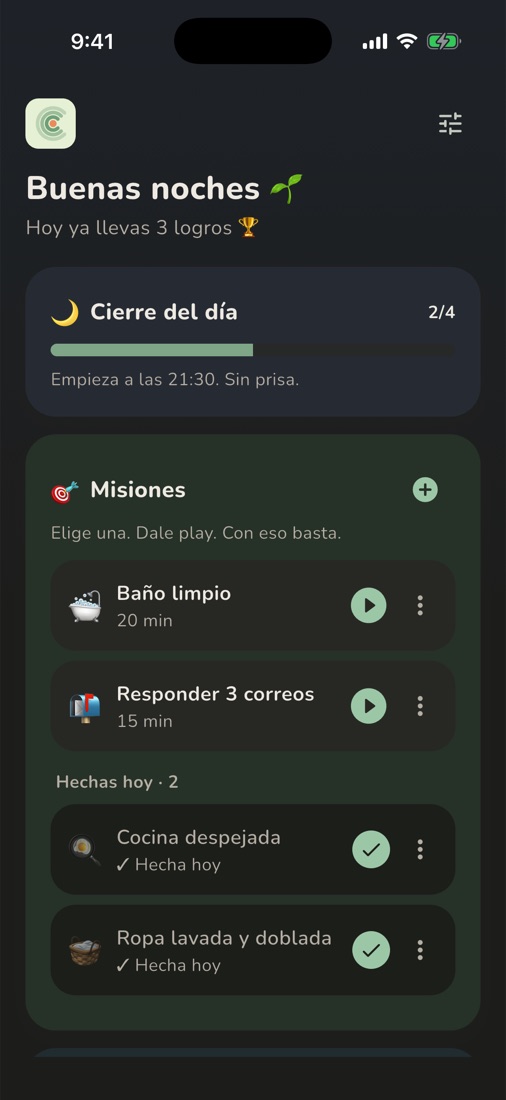 9:41
Buenas noches 🌱
Hoy ya llevas 3 logros 🏆
🌙 Cierre del día 2/4
Empieza a las 21:30. Sin prisa.
🎯 Misiones
Elige una. Dale play. Con eso basta.
Baño limpio
20 min
Responder 3 correos
15 min
Hechas hoy · 2
Cocina despejada
✓ Hecha hoy
Ropa lavada y doblada
✓ Hecha hoy